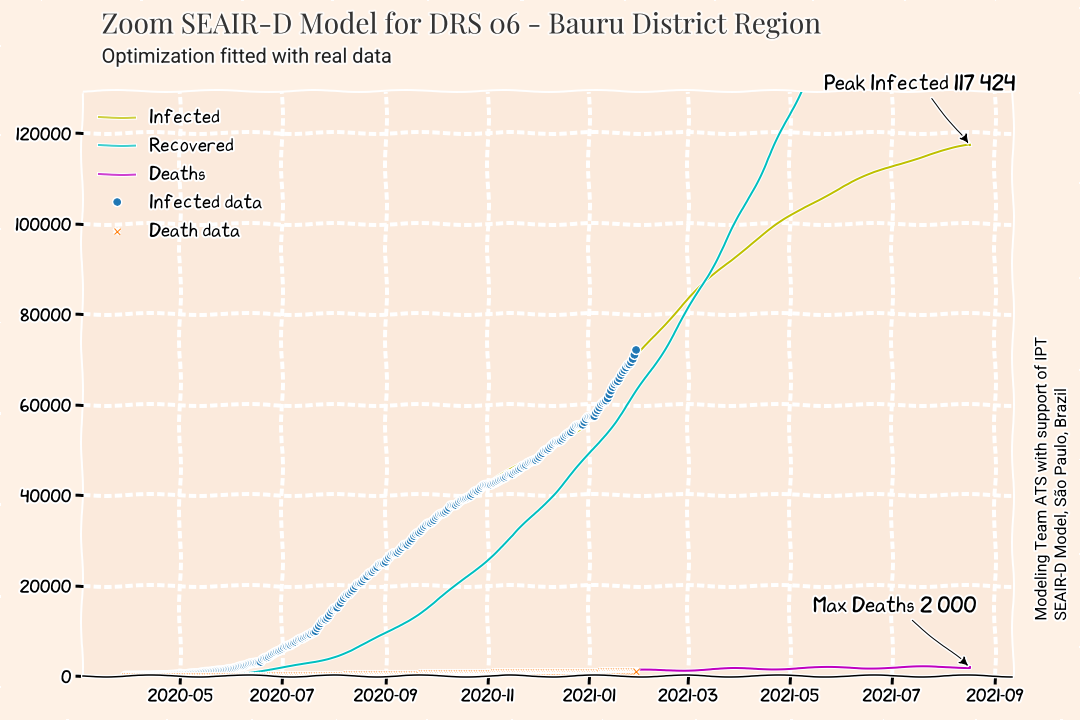 Zoom SEAIR-D Model for DRS 06 - Bauru District Region
Optimization fitted with real data
Peak Infected 117 424
Infected
Recovered
Deaths
Infected data
Death data
120000
100000
80000
60000
40000
20000
0
Max Deaths 2 000
2020-05
2020-07
2020-09
2020-11
2021-01
2021-03
2021-05
2021-07
2021-09
Modeling Team ATS with support of IPT
SEAIR-D Model, São Paulo, Brazil